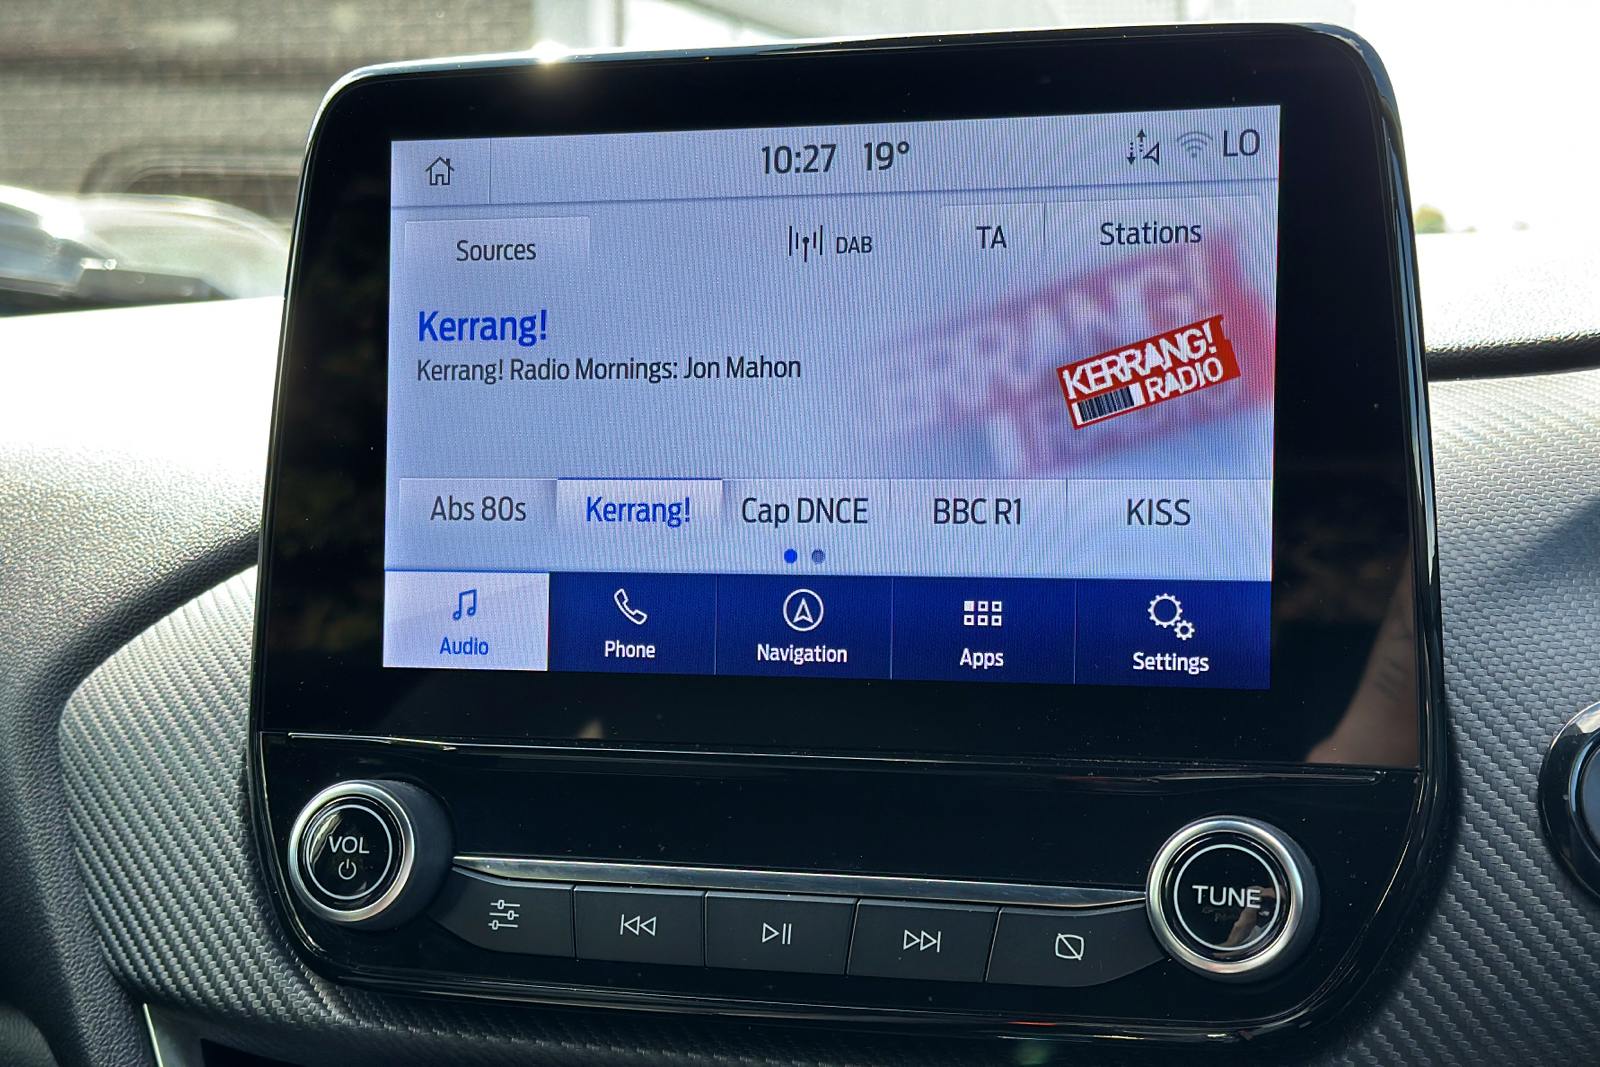 10:27 19° LO
Sources DAB TA Stations
Kerrang!
Kerrang! Radio Mornings: Jon Mahon
KERRANG!
RADIO
Abs 80s Kerrang! Cap DNCE BBC R1 KISS
Audio Phone Navigation Apps Settings
VOL
TUNE